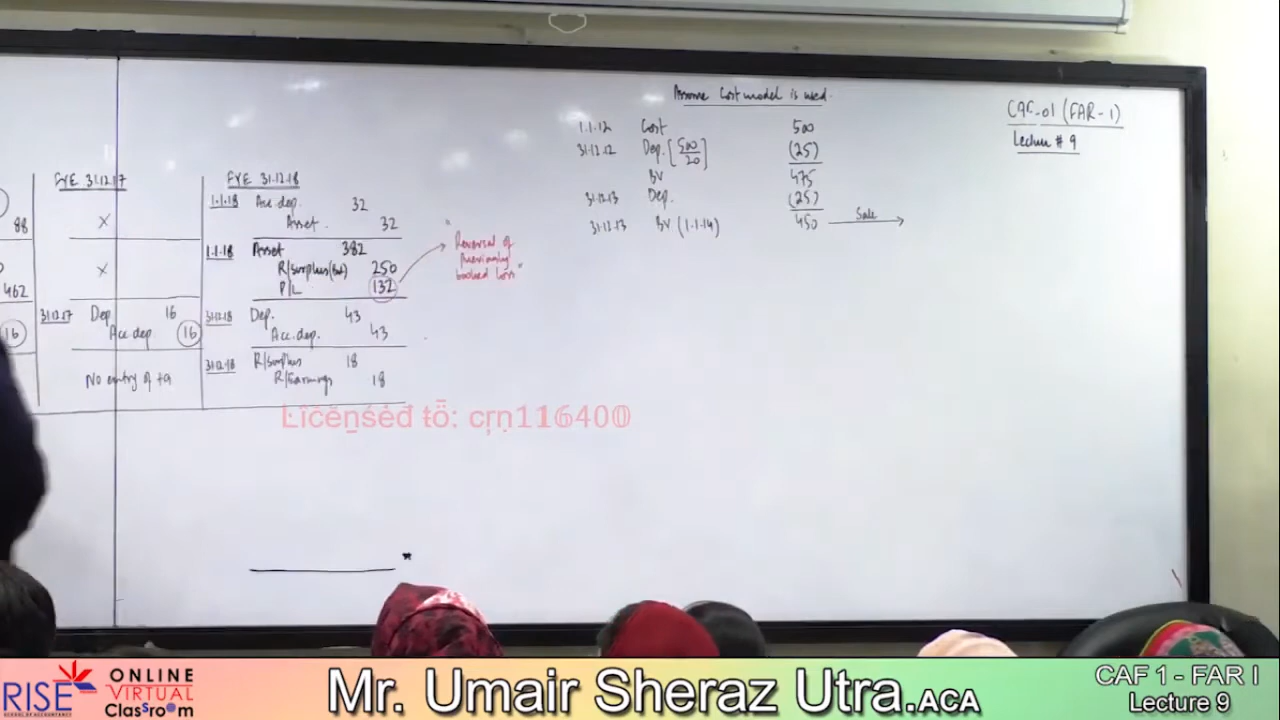 Assume Cost model is used.
CAF-01 (FAR-1)
Lecture # 9
1.1.12 Cost 500
31.12.12 Dep. [500/20] (25)
BV 475
31.12.13 Dep. (25)
31.12.13 BV (1.1.14) 450 Sale
88
462
16
FYE 31.12.17
X
X
31.12.17 Dep 16
Acc dep 16
No entry of
FYE 31.12.18
1.1.18 Acc dep. 32
Asset. 32
1.1.18 Asset 382
R/Surplus(Bal) 250
P/L 132
31.12.18 Dep. 43
Acc. dep. 43
31.12.18 R/Surplus 18
R/Earnings 18
"Reversal of
Previously
booked loss"
Licensed to: crn116400
RISE
SCHOOL OF ACCOUNTANCY
ONLINE
VIRTUAL
Classroom
Mr. Umair Sheraz Utra.ACA
CAF 1 - FAR I
Lecture 9